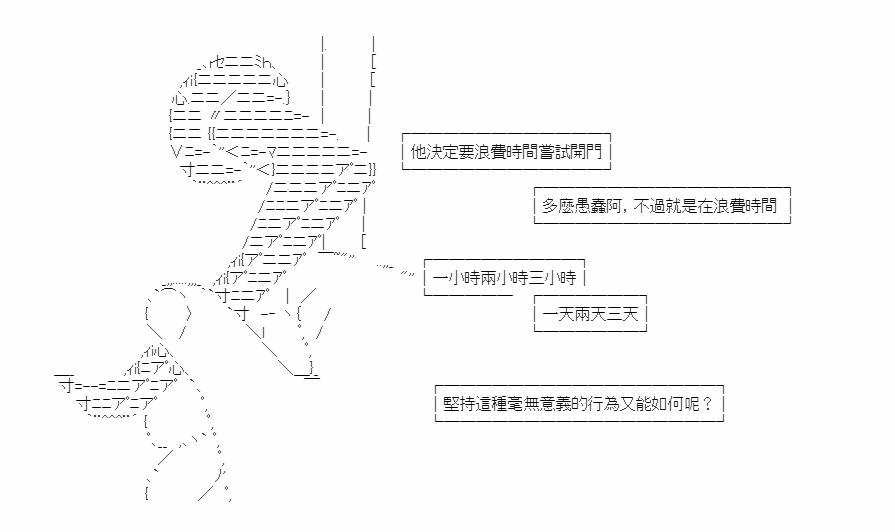 他決定要浪費時間嘗試開門
多麼愚蠢阿, 不過就是在浪費時間
一小時兩小時三小時
一天兩天三天
堅持這種毫無意義的行為又能如何呢？